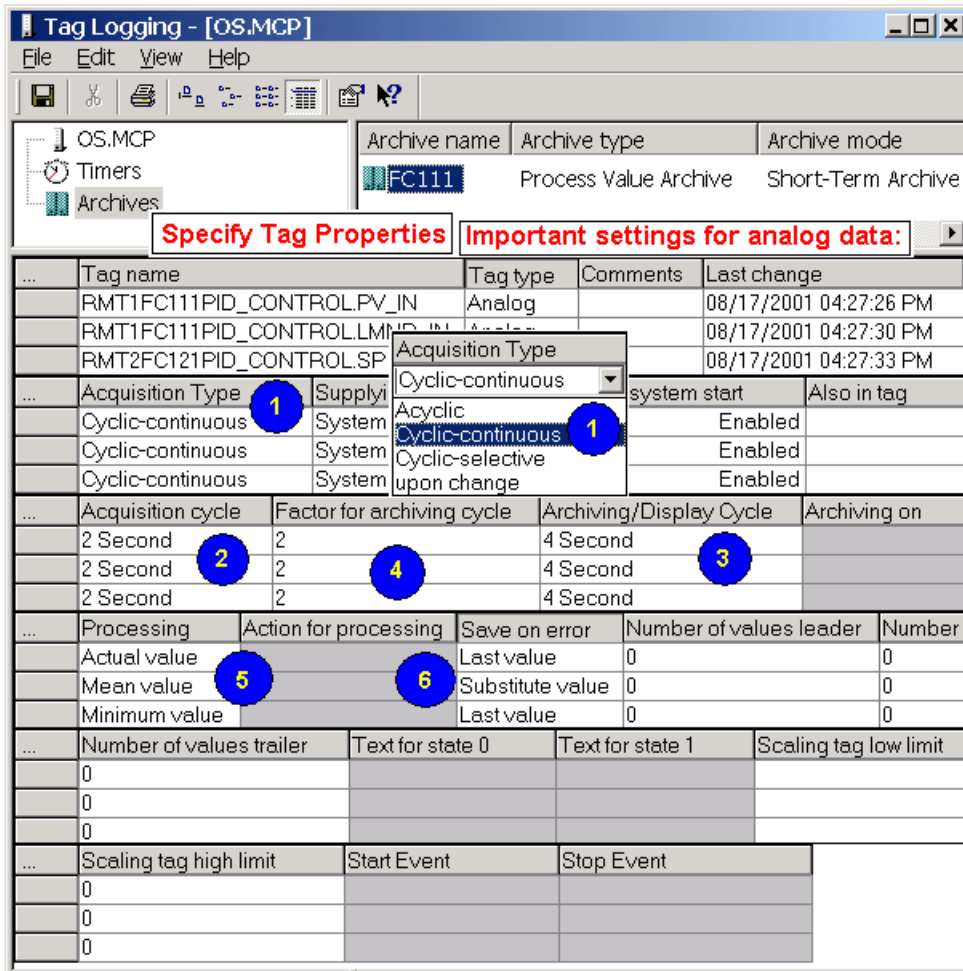 Tag Logging - [OS.MCP]
File Edit View Help
OS.MCP
Timers
Archives
Archive name Archive type Archive mode
FC111 Process Value Archive Short-Term Archive
Specify Tag Properties Important settings for analog data:
... Tag name Tag type Comments Last change
RMT1FC111PID_CONTROL.PV_IN Analog 08/17/2001 04:27:26 PM
RMT1FC111PID_CONTROL.LMNR_IN Analog 08/17/2001 04:27:30 PM
RMT2FC121PID_CONTROL.SP 08/17/2001 04:27:33 PM
Acquisition Type
Cyclic-continuous
Acyclic
Cyclic-continuous 1
Cyclic-selective
upon change
... Acquisition Type 1 Supplyi system start Also in tag
Cyclic-continuous System Enabled
Cyclic-continuous System Enabled
Cyclic-continuous System Enabled
... Acquisition cycle Factor for archiving cycle Archiving/Display Cycle Archiving on
2 Second 2 4 Second
2 Second 2 4 Second
2 Second 2 4 Second
2 4 3
... Processing Action for processing Save on error Number of values leader Number
Actual value Last value 0 0
Mean value 5 6 Substitute value 0 0
Minimum value Last value 0 0
... Number of values trailer Text for state 0 Text for state 1 Scaling tag low limit
0
0
0
... Scaling tag high limit Start Event Stop Event
0
0
0